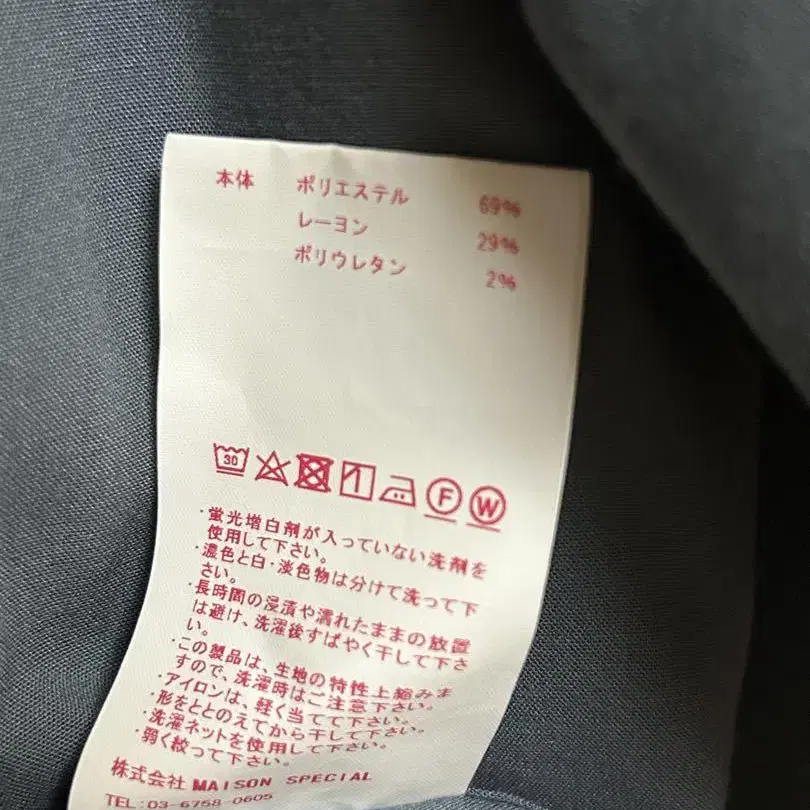 本体 ポリエステル 69%
レーヨン 29%
ポリウレタン 2%
30
F W
・蛍光増白剤が入っていない洗剤を
使用して下さい。
・濃色と白・淡色物は分けて洗って下
さい。
・長時間の浸漬や濡れたままの放置
は避け、洗濯後すばやく干して下さ
い。
・この製品は、生地の特性上縮みま
すので、洗濯時はご注意下さい。
・アイロンは、軽く当てて下さい。
・形をととのえてから干して下さい。
・洗濯ネットを使用して下さい。
・弱く絞って下さい。
株式会社 MAISON SPECIAL
TEL:03-6758-0605